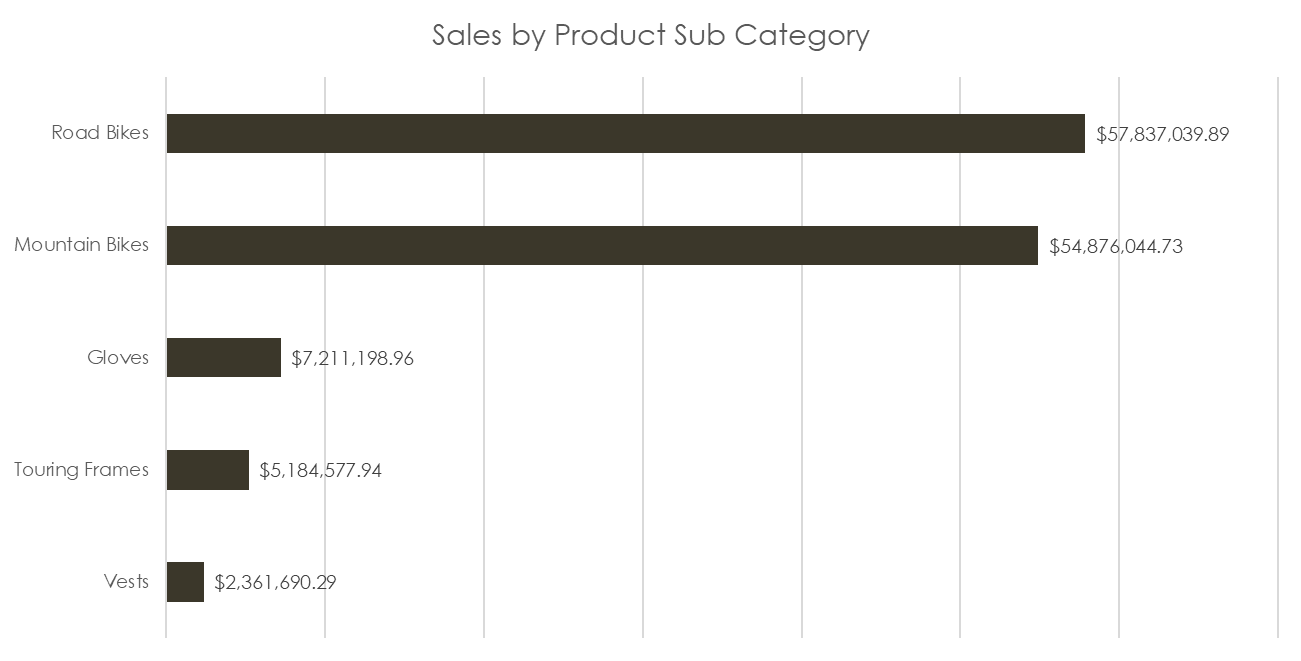 Sales by Product Sub Category
Road Bikes $57,837,039.89
Mountain Bikes $54,876,044.73
Gloves $7,211,198.96
Touring Frames $5,184,577.94
Vests $2,361,690.29